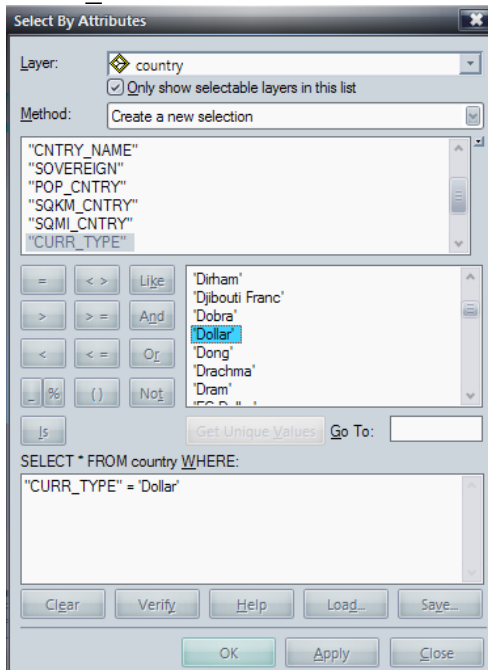 Select By Attributes
Layer: country
Only show selectable layers in this list
Method: Create a new selection
"CNTRY_NAME"
"SOVEREIGN"
"POP_CNTRY"
"SQKM_CNTRY"
"SQMI_CNTRY"
"CURR_TYPE"
= < > Like
> > = And
< < = Or
_ % () Not
Is
'Dirham'
'Djibouti Franc'
'Dobra'
'Dollar'
'Dong'
'Drachma'
'Dram'
Get Unique Values Go To:
SELECT * FROM country WHERE:
"CURR_TYPE" = 'Dollar'
Clear Verify Help Load... Save...
OK Apply Close